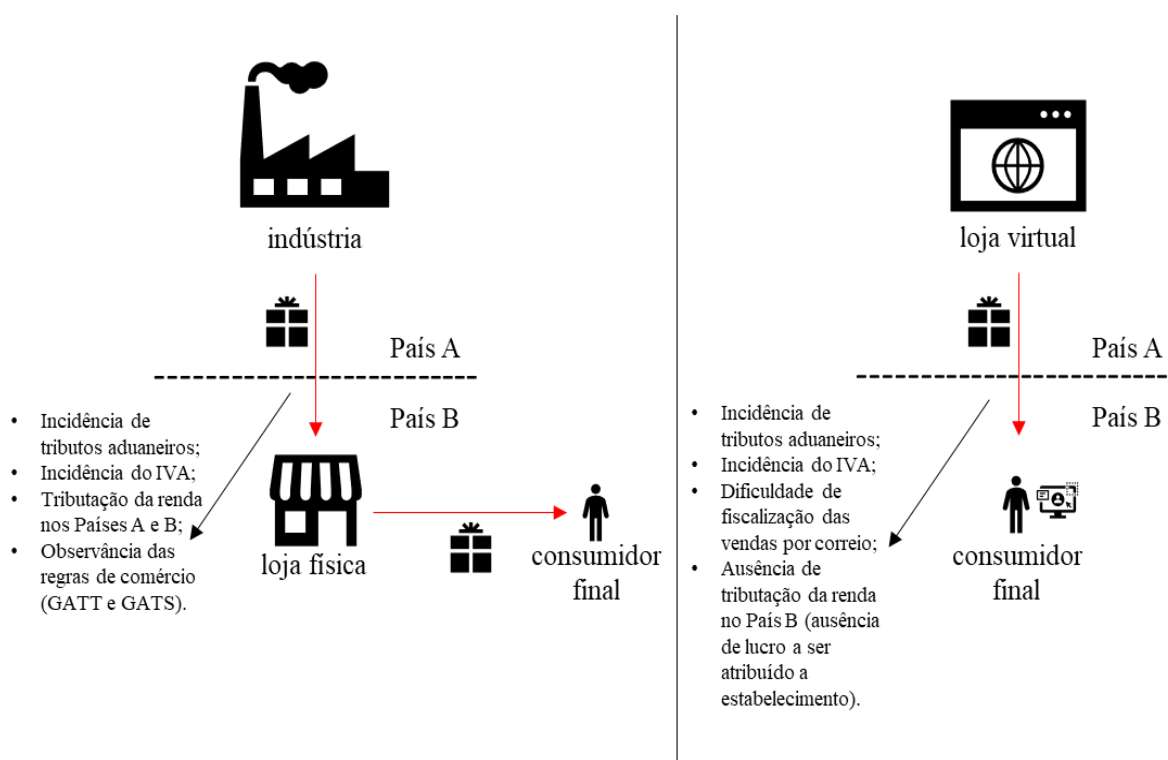 indústria
País A
País B
• Incidência de
tributos aduaneiros;
• Incidência do IVA;
• Tributação da renda
nos Países A e B;
• Observância das
regras de comércio
(GATT e GATS).
loja física
consumidor
final
loja virtual
País A
País B
• Incidência de
tributos aduaneiros;
• Incidência do IVA;
• Dificuldade de
fiscalização das
vendas por correio;
• Ausência de
tributação da renda
no País B (ausência
de lucro a ser
atribuído a
estabelecimento).
consumidor
final